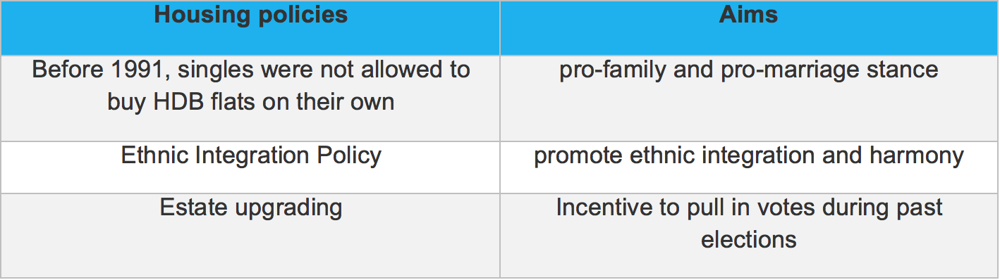 Housing policies
Aims
Before 1991, singles were not allowed to
buy HDB flats on their own
pro-family and pro-marriage stance
Ethnic Integration Policy
promote ethnic integration and harmony
Estate upgrading
Incentive to pull in votes during past
elections